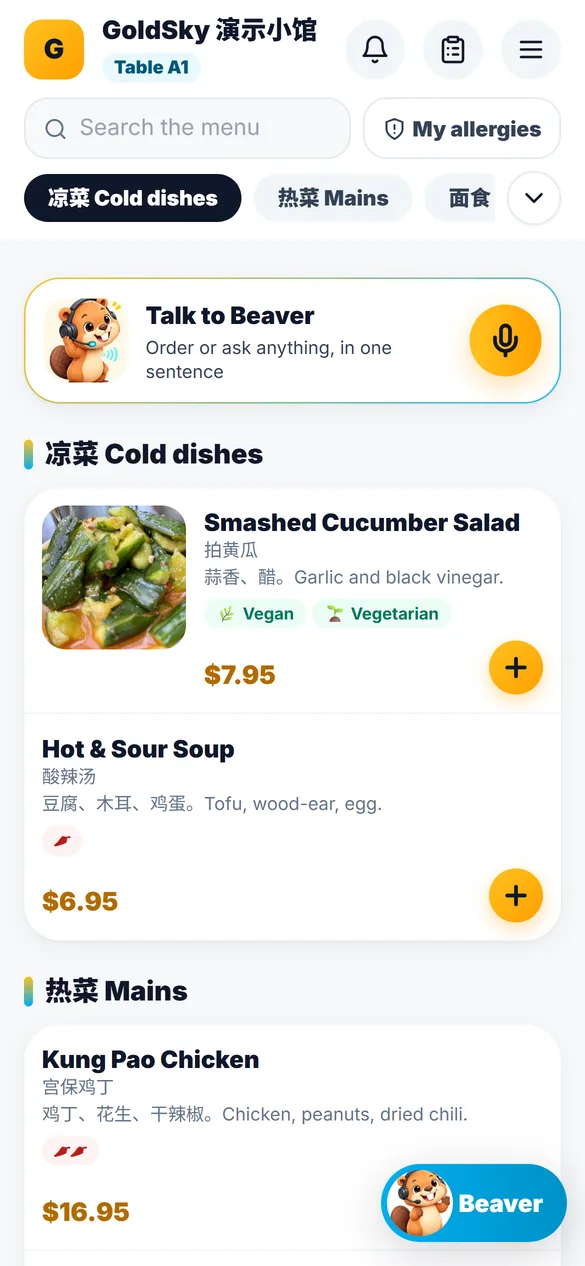 G
GoldSky 演示小馆
Table A1
Search the menu
My allergies
凉菜 Cold dishes
热菜 Mains
面食
Talk to Beaver
Order or ask anything, in one
sentence
凉菜 Cold dishes
Smashed Cucumber Salad
拍黄瓜
蒜香、醋。Garlic and black vinegar.
Vegan
Vegetarian
$7.95
Hot & Sour Soup
酸辣汤
豆腐、木耳、鸡蛋。Tofu, wood-ear, egg.
$6.95
热菜 Mains
Kung Pao Chicken
宫保鸡丁
鸡丁、花生、干辣椒。Chicken, peanuts, dried chili.
$16.95
Beaver